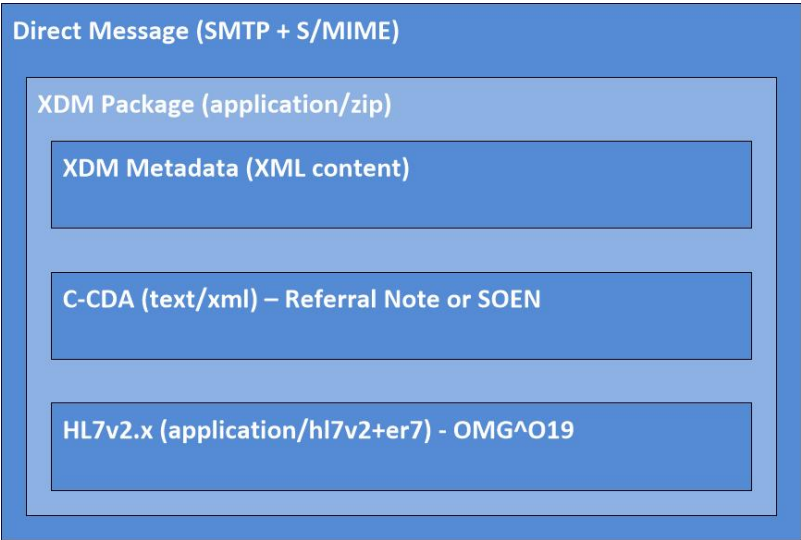 Direct Message (SMTP + S/MIME)
XDM Package (application/zip)
XDM Metadata (XML content)
C-CDA (text/xml) – Referral Note or SOEN
HL7v2.x (application/hl7v2+er7) - OMG^O19